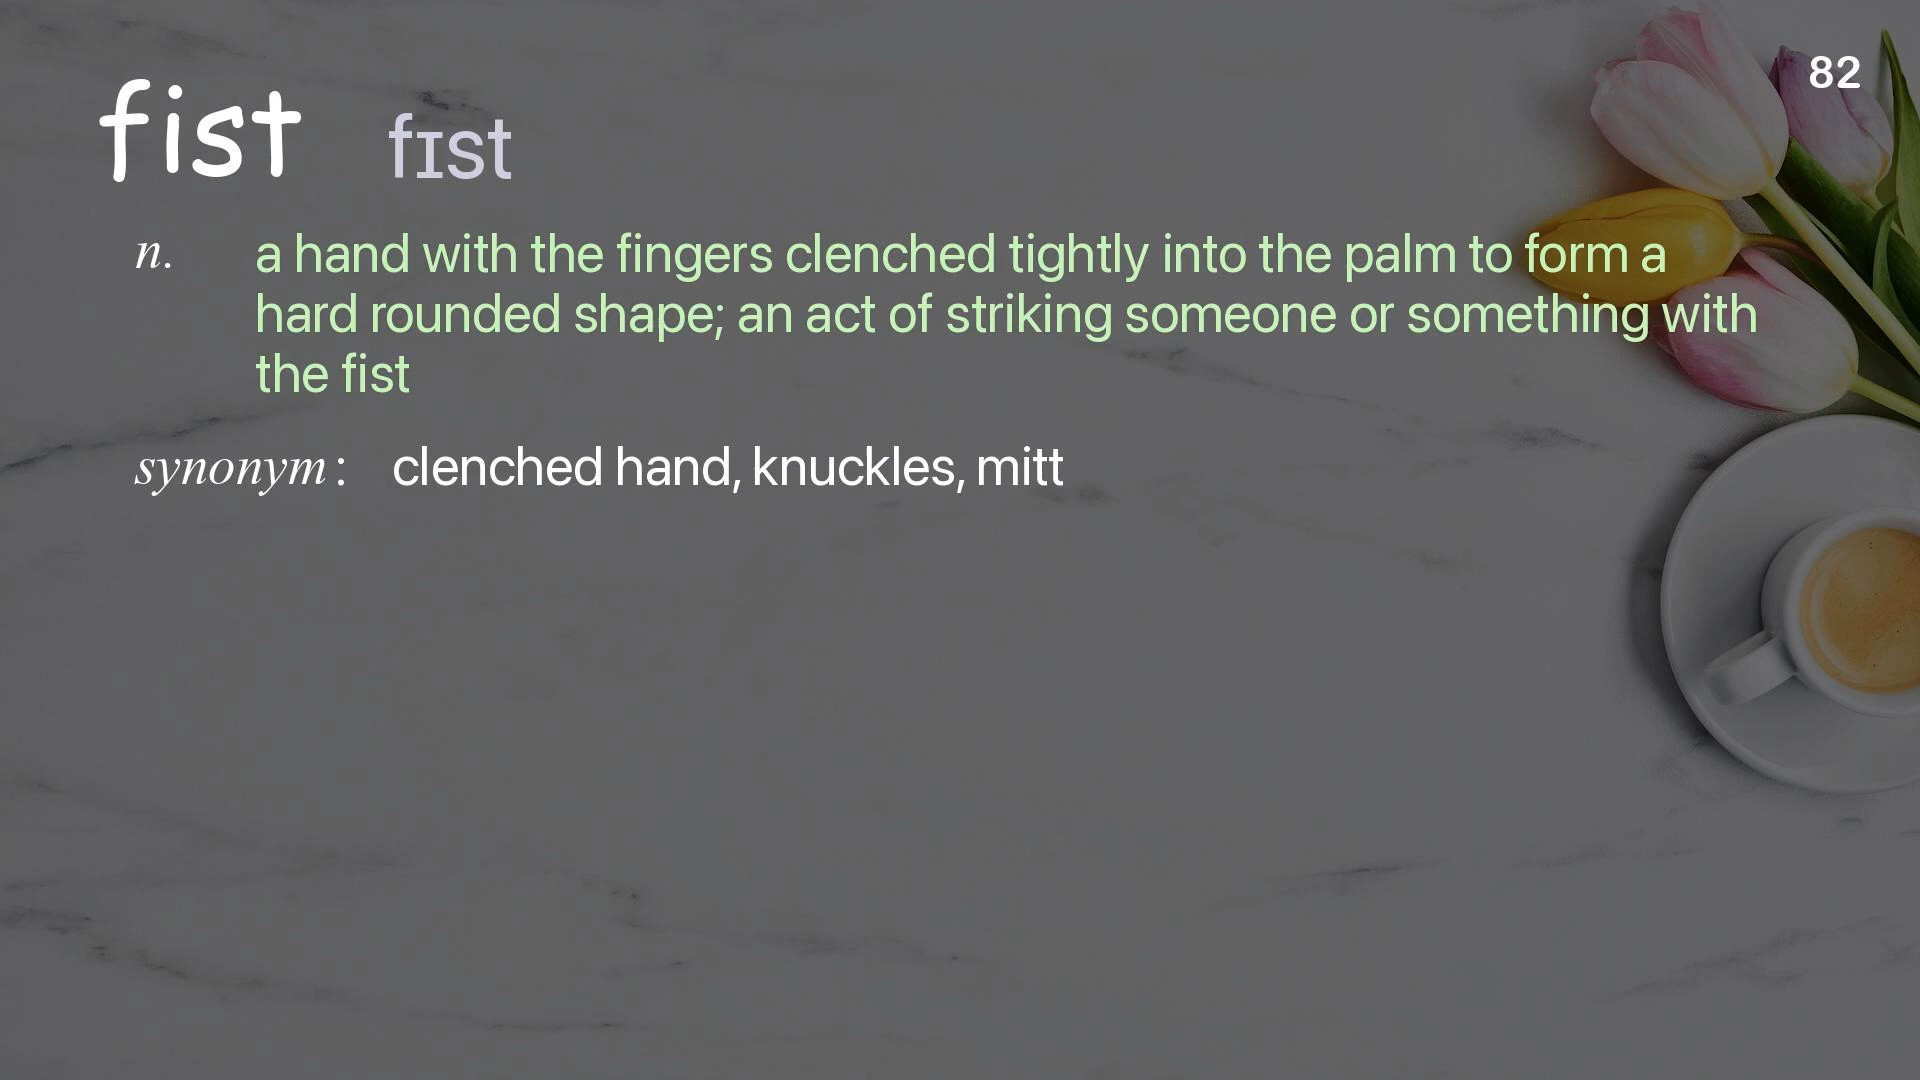 82
fist fɪst
n. a hand with the fingers clenched tightly into the palm to form a
hard rounded shape; an act of striking someone or something with
the fist
synonym: clenched hand, knuckles, mitt